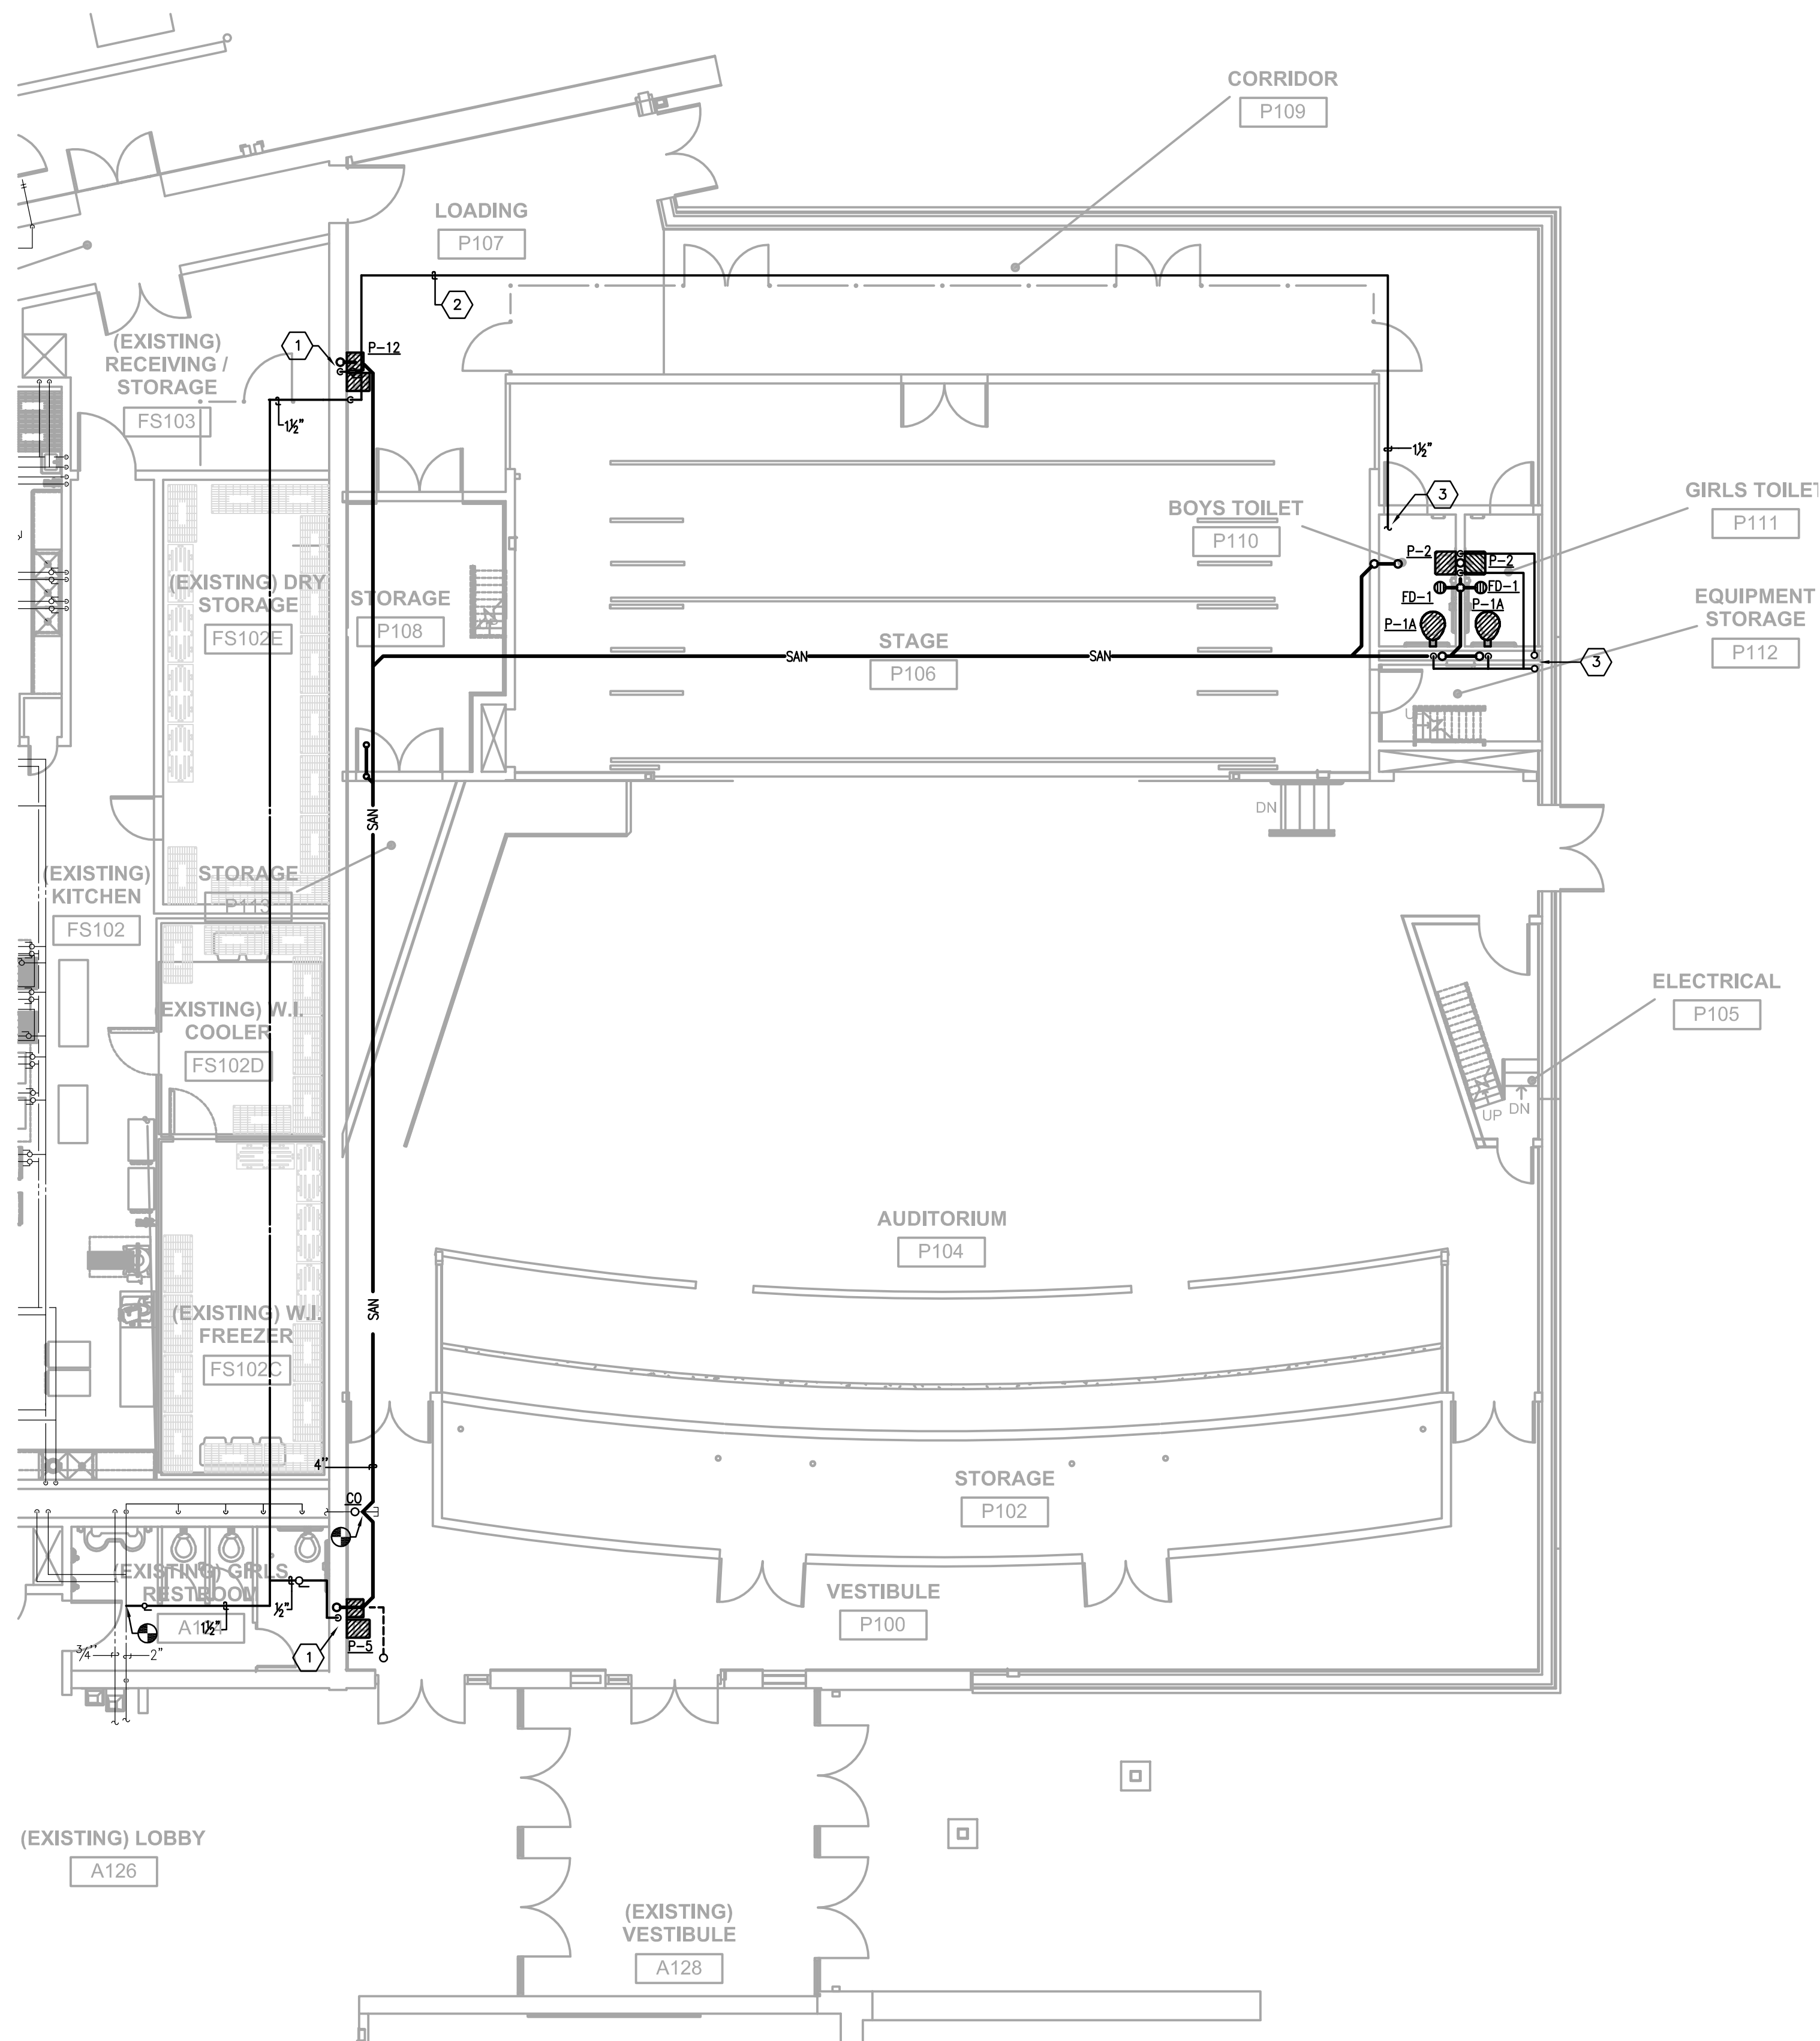 CORRIDOR
P109
LOADING
P107
2
1
P-12
(EXISTING)
RECEIVING /
STORAGE
FS103
1½"
1½"
3
BOYS TOILET
P110
GIRLS TOILET
P111
P-2
P-2
FD-1
FD-1
P-1A
P-1A
EQUIPMENT
STORAGE
P112
3
(EXISTING) DRY
STORAGE
FS102E
STORAGE
P108
STAGE
P106
SAN
SAN
UP
DN
SAN
(EXISTING)
KITCHEN
FS102
STORAGE
P113
(EXISTING) W.I.
COOLER
FS102D
ELECTRICAL
P105
UP
DN
AUDITORIUM
P104
SAN
(EXISTING) W.I.
FREEZER
FS102C
4"
CO
STORAGE
P102
(EXISTING) GIRLS
RESTROOM
1½"
½"
VESTIBULE
P100
P-5
1
¾"
2"
(EXISTING) LOBBY
A126
(EXISTING)
VESTIBULE
A128